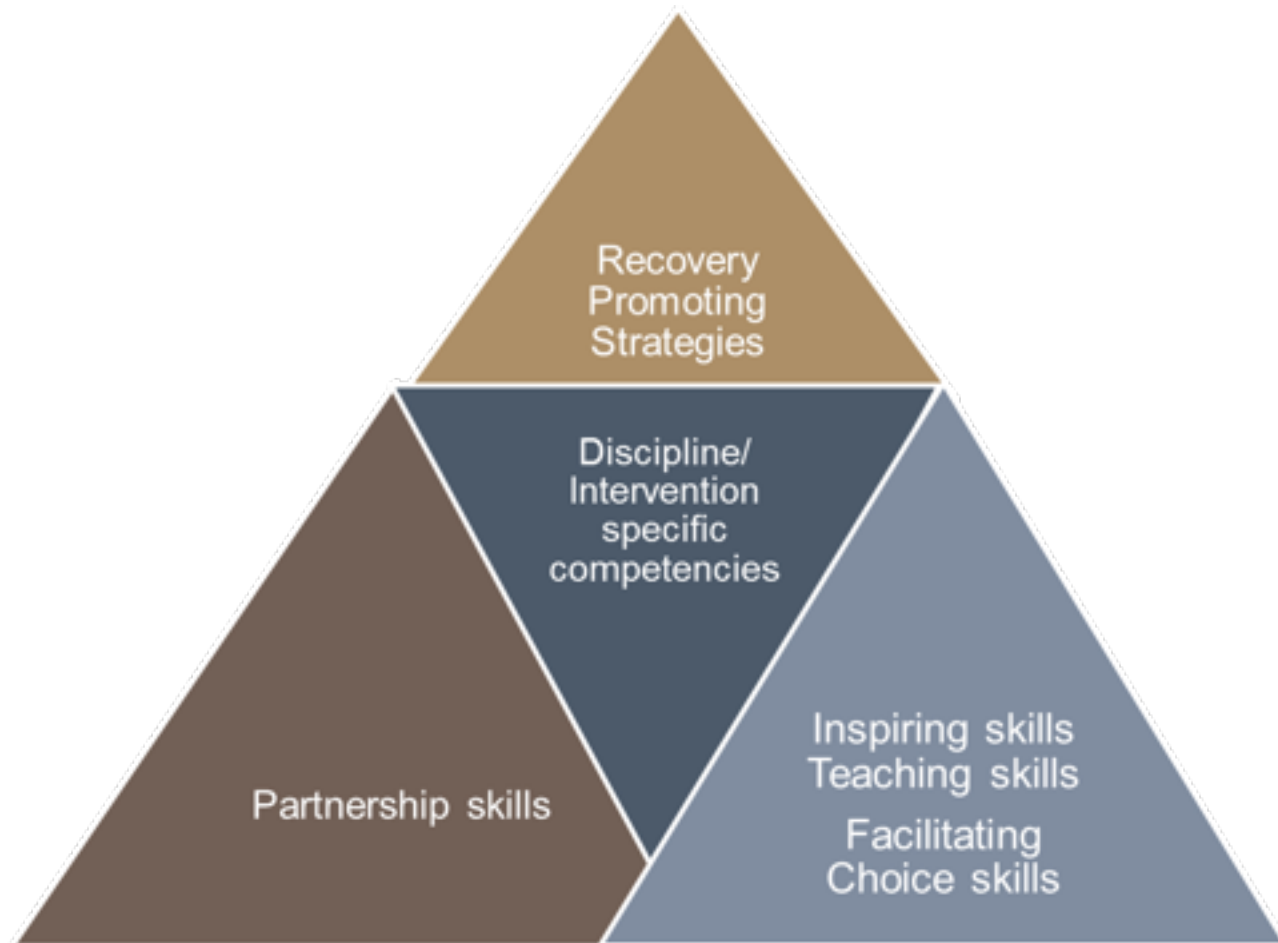 Recovery
Promoting
Strategies
Discipline/
Intervention
specific
competencies
Partnership skills
Inspiring skills
Teaching skills
Facilitating
Choice skills